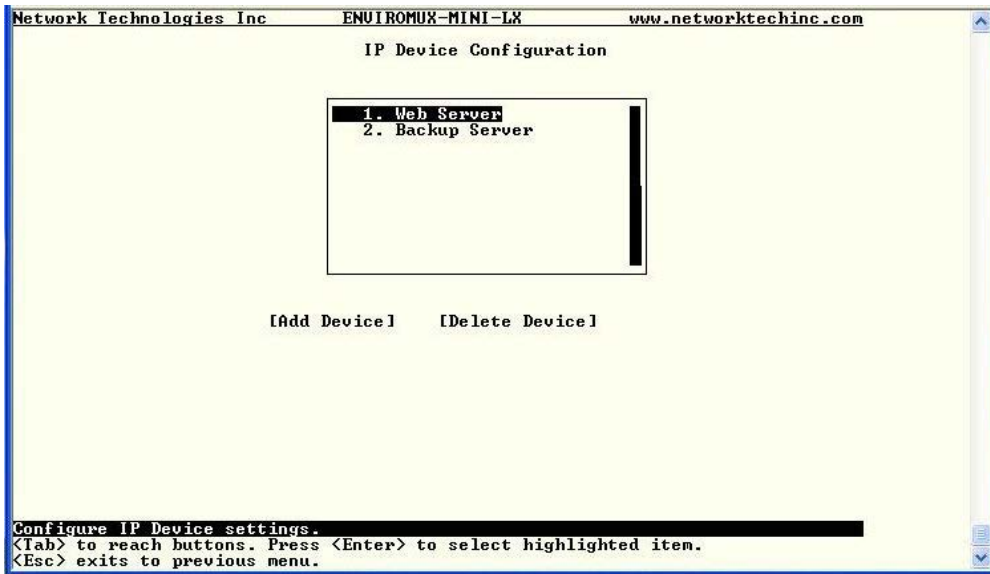 Network Technologies Inc ENVIROMUX-MINI-LX www.networktechinc.com
IP Device Configuration
1. Web Server
2. Backup Server
[Add Device] [Delete Device]
Configure IP Device settings.
<Tab> to reach buttons. Press <Enter> to select highlighted item.
<Esc> exits to previous menu.